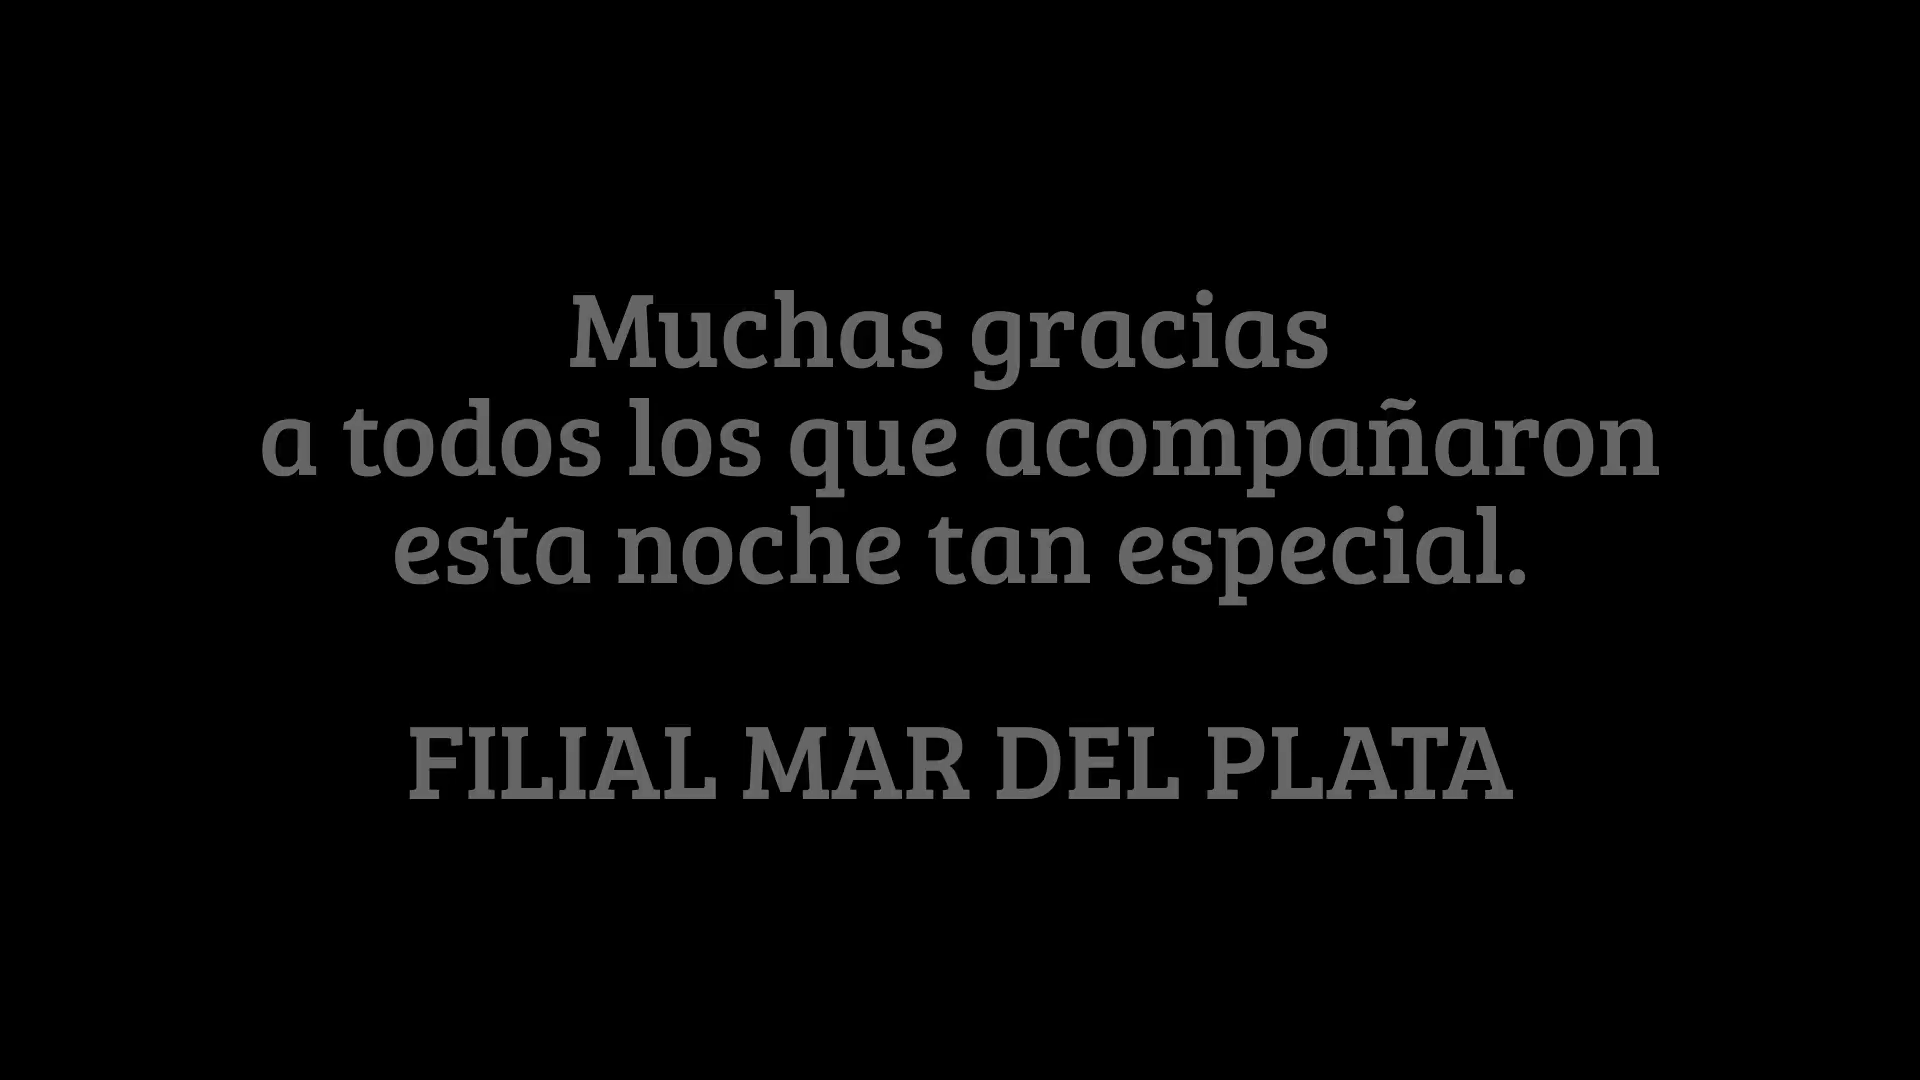 Muchas gracias
a todos los que acompañaron
esta noche tan especial.
FILIAL MAR DEL PLATA